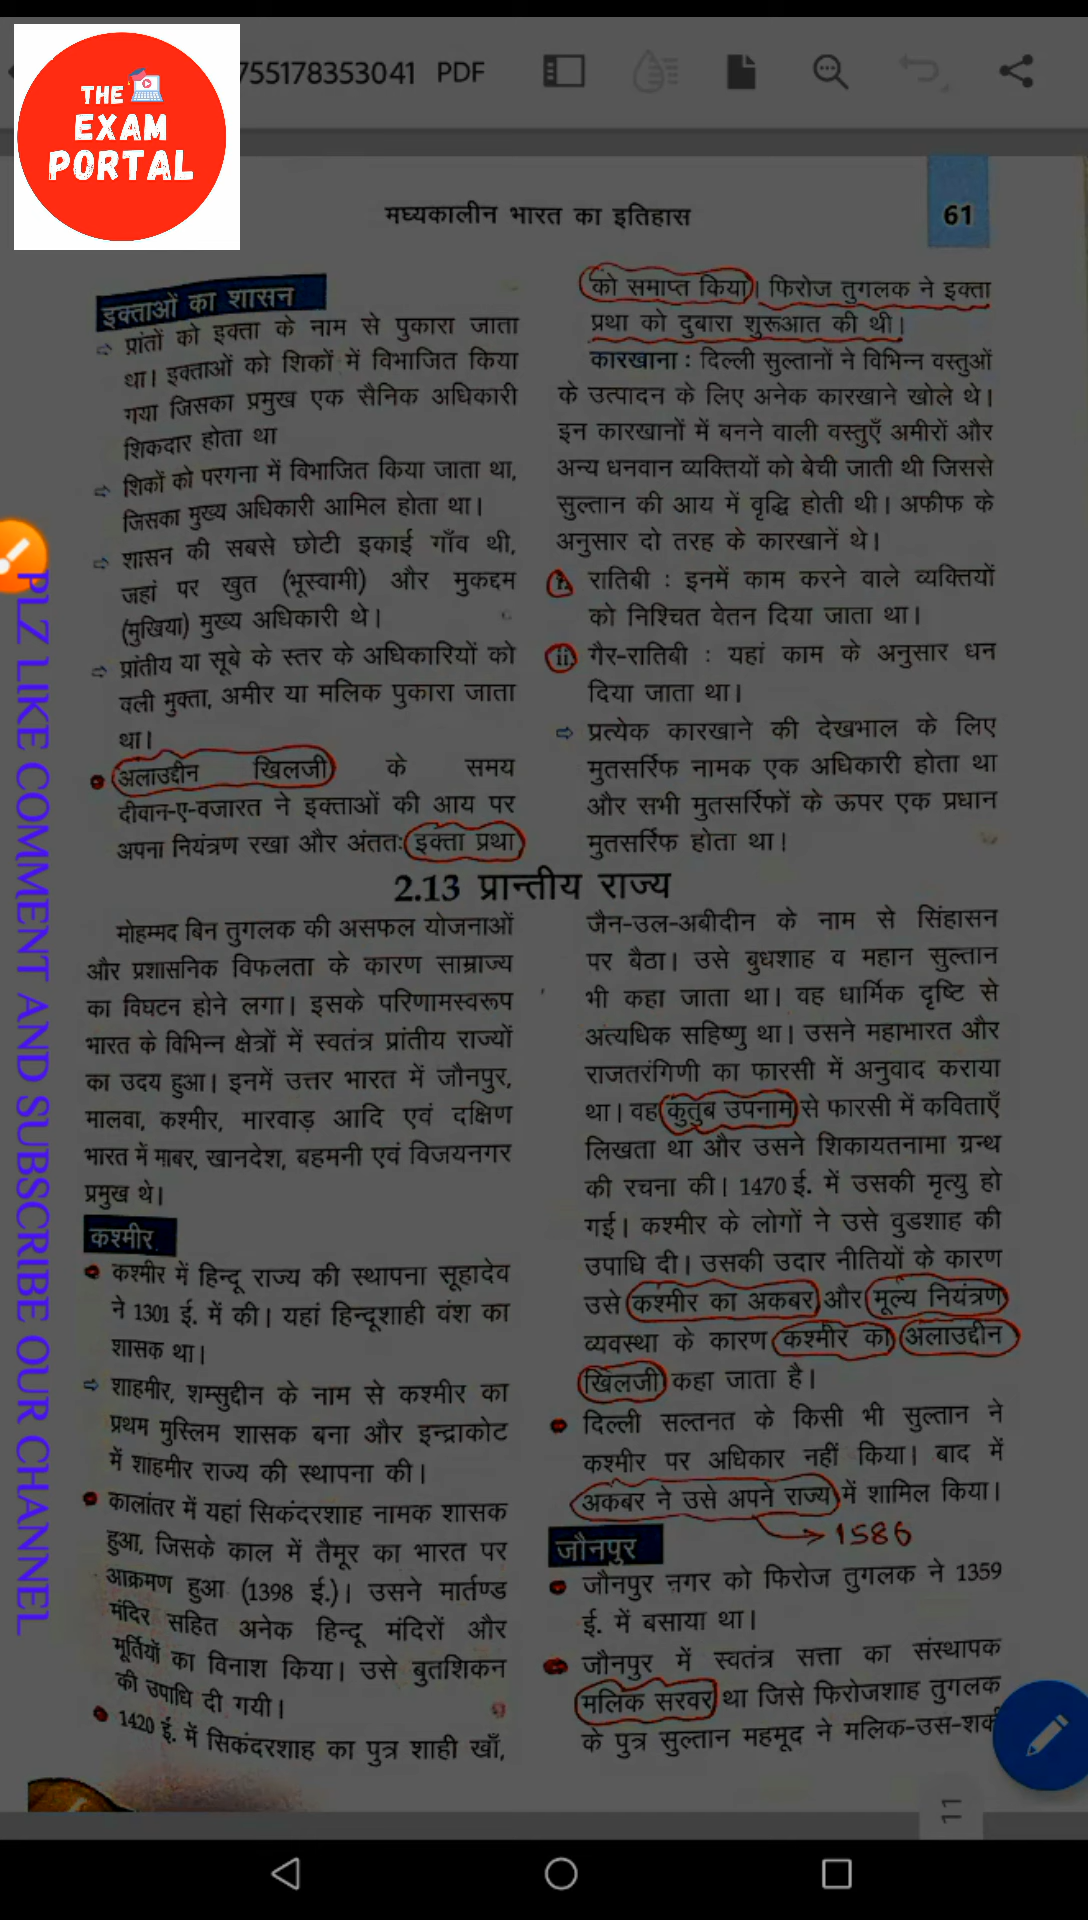 THE
EXAM
PORTAL
755178353041 PDF
मध्यकालीन भारत का इतिहास
61
इक्ताओं का शासन
⇨ प्रांतों को इक्ता के नाम से पुकारा जाता
था। इक्ताओं को शिकों में विभाजित किया
गया जिसका प्रमुख एक सैनिक अधिकारी
शिकदार होता था
⇨ शिकों को परगना में विभाजित किया जाता था,
जिसका मुख्य अधिकारी आमिल होता था।
⇨ शासन की सबसे छोटी इकाई गाँव थी,
जहां पर खुत (भूस्वामी) और मुकद्दम
(मुखिया) मुख्य अधिकारी थे।
⇨ प्रांतीय या सूबे के स्तर के अधिकारियों को
वली मुक्ता, अमीर या मलिक पुकारा जाता
था।
अलाउद्दीन खिलजी के समय
दीवान-ए-वजारत ने इक्ताओं की आय पर
अपना नियंत्रण रखा और अंततः इक्ता प्रथा
को समाप्त किया। फिरोज तुगलक ने इक्ता
प्रथा को दुबारा शुरूआत की थी।
कारखाना : दिल्ली सुल्तानों ने विभिन्न वस्तुओं
के उत्पादन के लिए अनेक कारखाने खोले थे।
इन कारखानों में बनने वाली वस्तुएँ अमीरों और
अन्य धनवान व्यक्तियों को बेची जाती थी जिससे
सुल्तान की आय में वृद्धि होती थी। अफीफ के
अनुसार दो तरह के कारखानें थे।
i. रातिबी : इनमें काम करने वाले व्यक्तियों
को निश्चित वेतन दिया जाता था।
ii गैर-रातिबी : यहां काम के अनुसार धन
दिया जाता था।
⇨ प्रत्येक कारखाने की देखभाल के लिए
मुतसर्रिफ नामक एक अधिकारी होता था
और सभी मुतसर्रिफों के ऊपर एक प्रधान
मुतसर्रिफ होता था।
2.13 प्रान्तीय राज्य
मोहम्मद बिन तुगलक की असफल योजनाओं
और प्रशासनिक विफलता के कारण साम्राज्य
का विघटन होने लगा। इसके परिणामस्वरूप
भारत के विभिन्न क्षेत्रों में स्वतंत्र प्रांतीय राज्यों
का उदय हुआ। इनमें उत्तर भारत में जौनपुर,
मालवा, कश्मीर, मारवाड़ आदि एवं दक्षिण
भारत में माबर, खानदेश, बहमनी एवं विजयनगर
प्रमुख थे।
कश्मीर
कश्मीर में हिन्दू राज्य की स्थापना सूहादेव
ने 1301 ई. में की। यहां हिन्दूशाही वंश का
शासक था।
⇨ शाहमीर, शम्सुद्दीन के नाम से कश्मीर का
प्रथम मुस्लिम शासक बना और इन्द्राकोट
में शाहमीर राज्य की स्थापना की।
कालांतर में यहां सिकंदरशाह नामक शासक
हुआ, जिसके काल में तैमूर का भारत पर
आक्रमण हुआ (1398 ई.)। उसने मार्तण्ड
मंदिर सहित अनेक हिन्दू मंदिरों और
मूर्तियों का विनाश किया। उसे बुतशिकन
की उपाधि दी गयी।
1420 ई. में सिकंदरशाह का पुत्र शाही खाँ,
जैन-उल-अबीदीन के नाम से सिंहासन
पर बैठा। उसे बुधशाह व महान सुल्तान
भी कहा जाता था। वह धार्मिक दृष्टि से
अत्यधिक सहिष्णु था। उसने महाभारत और
राजतरंगिणी का फारसी में अनुवाद कराया
था। वह कुतुब उपनाम से फारसी में कविताएँ
लिखता था और उसने शिकायतनामा ग्रन्थ
की रचना की। 1470 ई. में उसकी मृत्यु हो
गई। कश्मीर के लोगों ने उसे वुडशाह की
उपाधि दी। उसकी उदार नीतियों के कारण
उसे कश्मीर का अकबर और मूल्य नियंत्रण
व्यवस्था के कारण कश्मीर का अलाउद्दीन
खिलजी कहा जाता है।
दिल्ली सल्तनत के किसी भी सुल्तान ने
कश्मीर पर अधिकार नहीं किया। बाद में
अकबर ने उसे अपने राज्य में शामिल किया।
1586
जौनपुर
जौनपुर नगर को फिरोज तुगलक ने 1359
ई. में बसाया था।
जौनपुर में स्वतंत्र सत्ता का संस्थापक
मलिक सरवर था जिसे फिरोजशाह तुगलक
के पुत्र सुल्तान महमूद ने मलिक-उस-शर्क
PLZ LIKE COMMENT AND SUBSCRIBE OUR CHANNEL
11